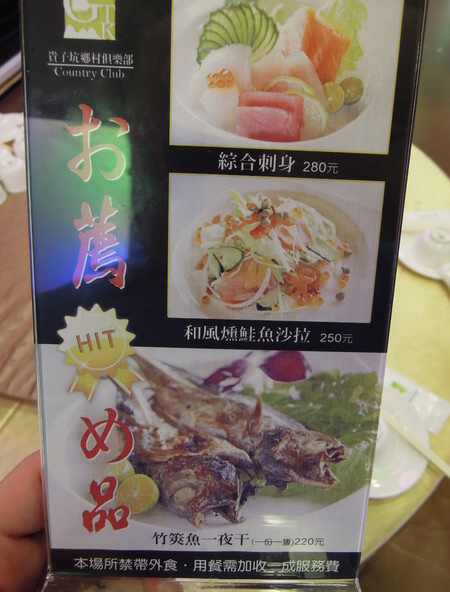 GTK
貴子坑鄉村俱樂部
Country Club
お薦め品
HIT
綜合刺身 280元
和風燻鮭魚沙拉 250元
竹筴魚一夜干(一份一隻)220元
本場所禁帶外食，用餐需加收一成服務費